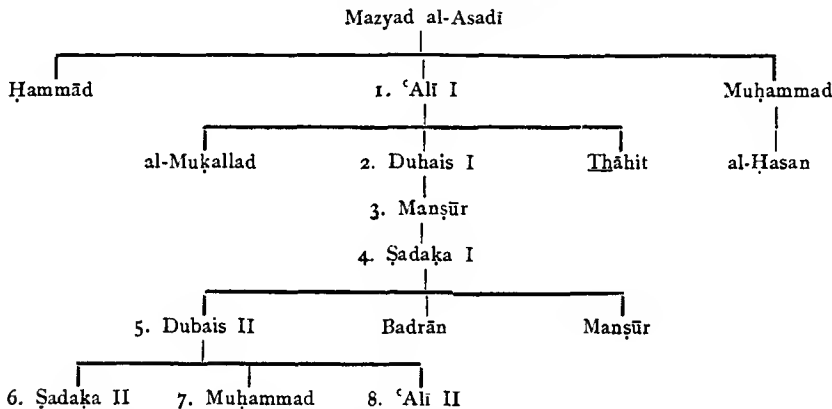 Mazyad al-Asadī
Ḥammād 1. ʿAlī I Muḥammad
al-Muḳallad 2. Duhais I Thāhit al-Ḥasan
3. Manṣūr
4. Ṣadaḳa I
5. Dubais II Badrān Manṣūr
6. Ṣadaḳa II 7. Muḥammad 8. ʿAlī II